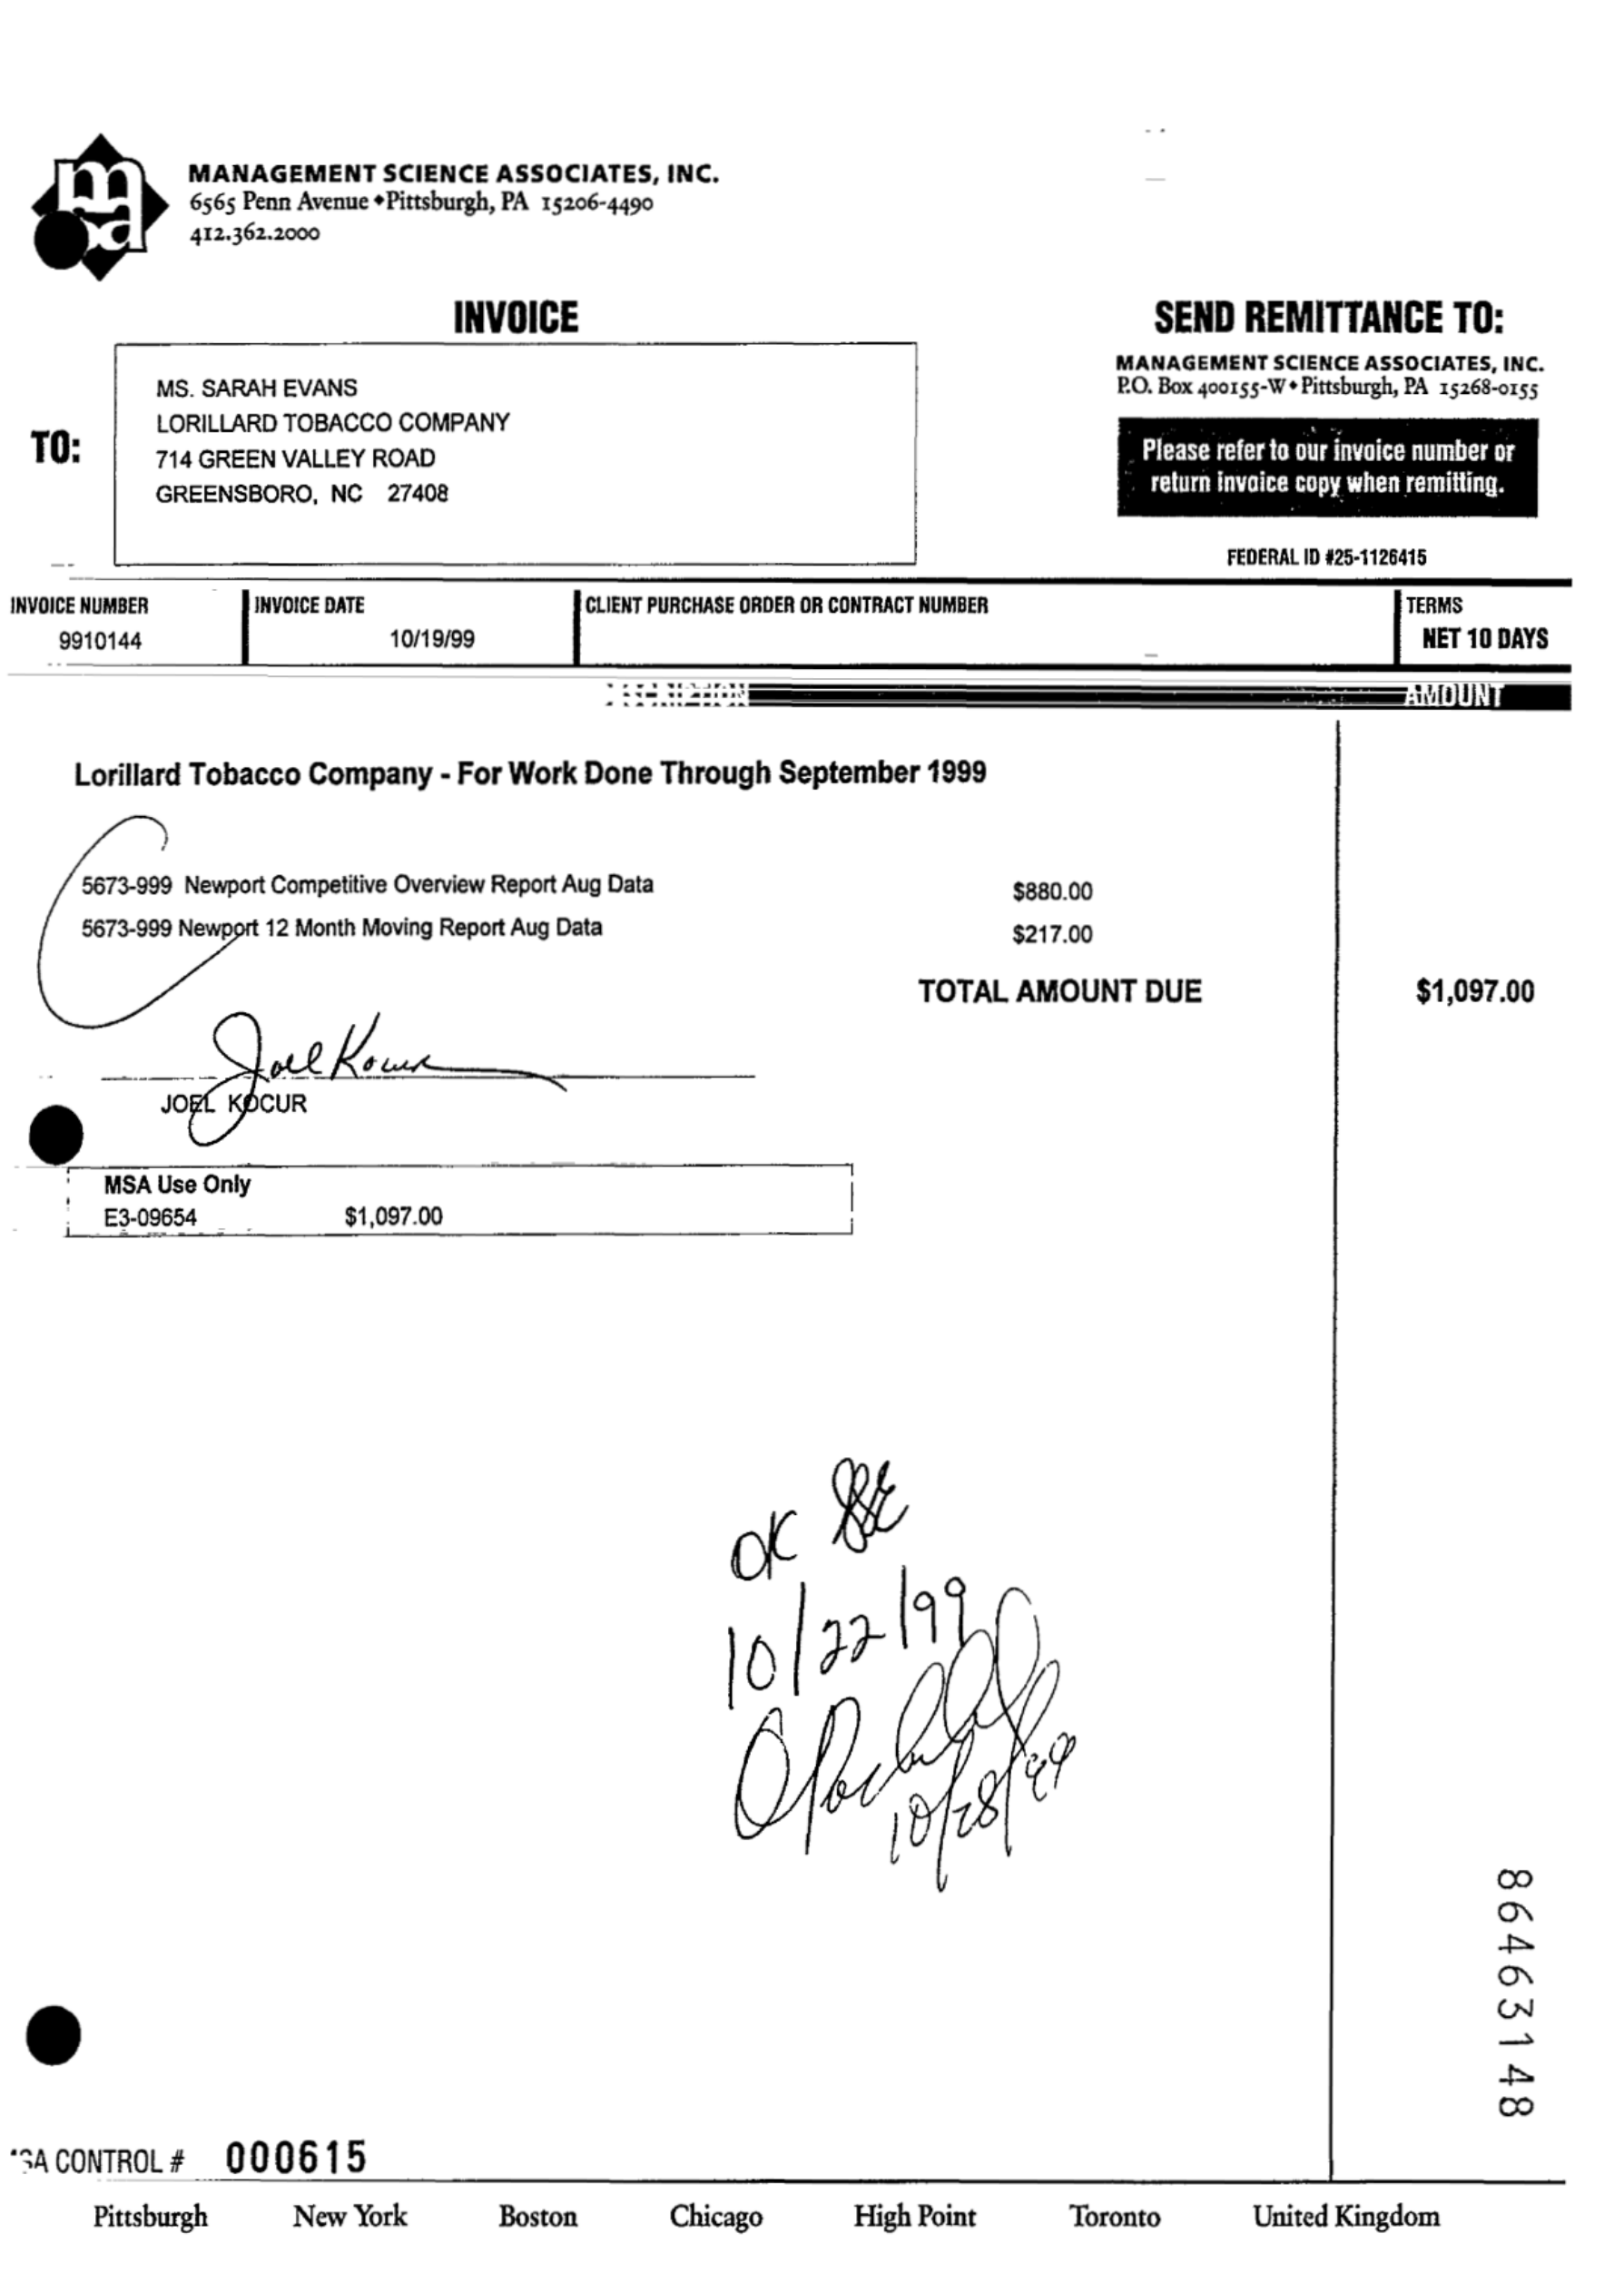 MANAGEMENT SCIENCE ASSOCIATES, INC.
6565 Penn Avenue ◆ Pittsburgh, PA 15206-4490
412.362.2000
INVOICE
SEND REMITTANCE TO:
MANAGEMENT SCIENCE ASSOCIATES, INC.
P.O. Box 400155-W ◆ Pittsburgh, PA 15268-0155
TO:
MS. SARAH EVANS
LORILLARD TOBACCO COMPANY
714 GREEN VALLEY ROAD
GREENSBORO, NC 27408
Please refer to our invoice number or
return invoice copy when remitting.
FEDERAL ID #25-1126415
INVOICE NUMBER INVOICE DATE CLIENT PURCHASE ORDER OR CONTRACT NUMBER TERMS
9910144 10/19/99 NET 10 DAYS
DESCRIPTION AMOUNT
Lorillard Tobacco Company - For Work Done Through September 1999
5673-999 Newport Competitive Overview Report Aug Data $880.00
5673-999 Newport 12 Month Moving Report Aug Data $217.00
TOTAL AMOUNT DUE $1,097.00
Joel Kocur
JOEL KOCUR
MSA Use Only
E3-09654 $1,097.00
OK
10/22/99
10/28/99
86463148
MSA CONTROL # 000615
Pittsburgh New York Boston Chicago High Point Toronto United Kingdom